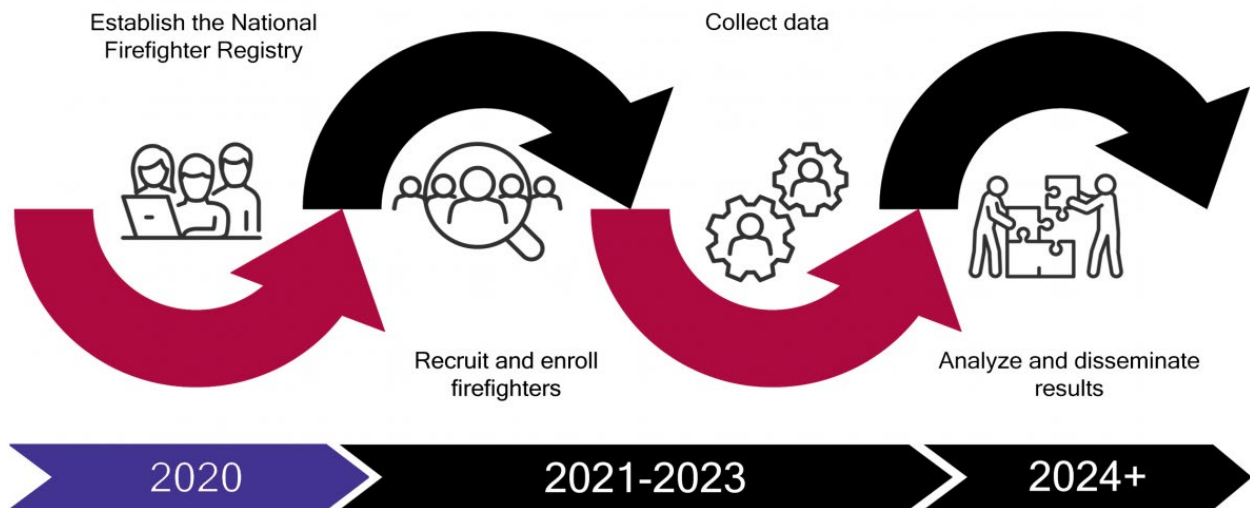 Establish the National
Firefighter Registry
Collect data
Recruit and enroll
firefighters
Analyze and disseminate
results
2020
2021-2023
2024+